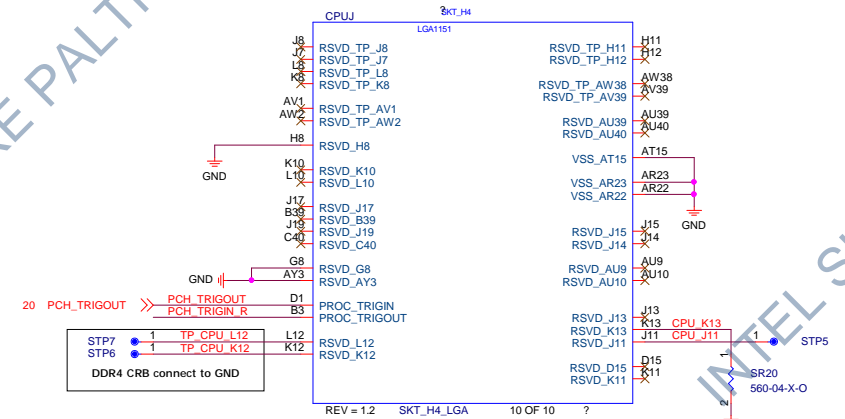 CPUJ
?
SKT_H4
LGA1151
J8 RSVD_TP_J8
J7 RSVD_TP_J7
L8 RSVD_TP_L8
K8 RSVD_TP_K8
AV1 RSVD_TP_AV1
AW2 RSVD_TP_AW2
H8 RSVD_H8
GND
K10 RSVD_K10
L10 RSVD_L10
J17 RSVD_J17
B39 RSVD_B39
J19 RSVD_J19
C40 RSVD_C40
G8 RSVD_G8
GND AY3 RSVD_AY3
20 PCH_TRIGOUT PCH_TRIGOUT D1 PROC_TRIGIN
PCH_TRIGIN_R B3 PROC_TRIGOUT
STP7 1 TP_CPU_L12 L12 RSVD_L12
STP6 1 TP_CPU_K12 K12 RSVD_K12
DDR4 CRB connect to GND
RSVD_TP_H11 H11
RSVD_TP_H12 H12
RSVD_TP_AW38 AW38
RSVD_TP_AV39 AV39
RSVD_AU39 AU39
RSVD_AU40 AU40
VSS_AT15 AT15
VSS_AR23 AR23
VSS_AR22 AR22
GND
RSVD_J15 J15
RSVD_J14 J14
RSVD_AU9 AU9
RSVD_AU10 AU10
RSVD_J13 J13
RSVD_K13 K13 CPU_K13
RSVD_J11 J11 CPU_J11 1 STP5
RSVD_D15 D15
RSVD_K11 K11
1
SR20
560-04-X-O
2
REV = 1.2 SKT_H4_LGA 10 OF 10 ?
RE PALTR
INTEL S